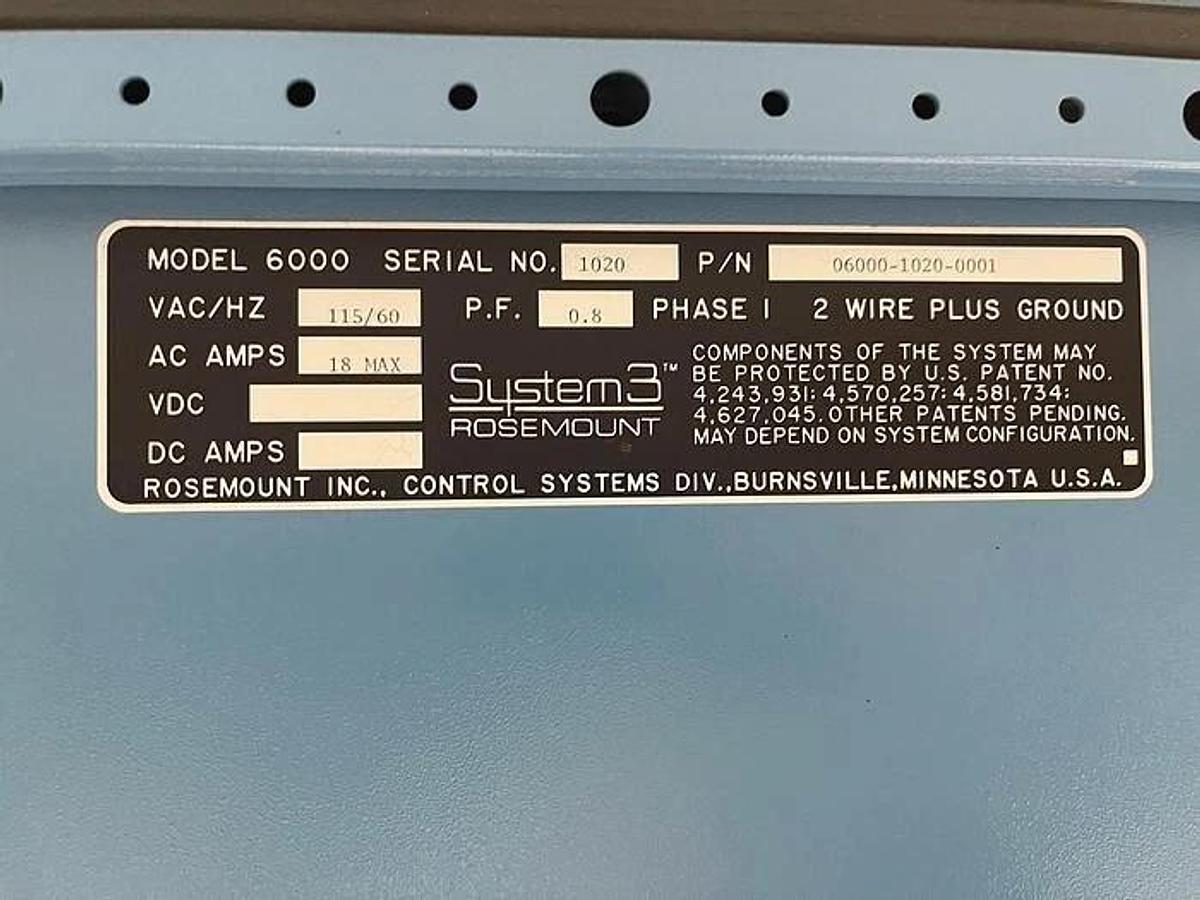 MODEL 6000 SERIAL NO. 1020 P/N 06000-1020-0001
VAC/HZ 115/60 P.F. 0.8 PHASE 1 2 WIRE PLUS GROUND
AC AMPS 18 MAX
VDC
DC AMPS
System3™
ROSEMOUNT
COMPONENTS OF THE SYSTEM MAY
BE PROTECTED BY U.S. PATENT NO.
4,243,931; 4,570,257; 4,581,734;
4,627,045. OTHER PATENTS PENDING.
MAY DEPEND ON SYSTEM CONFIGURATION.
ROSEMOUNT INC., CONTROL SYSTEMS DIV., BURNSVILLE, MINNESOTA U.S.A.